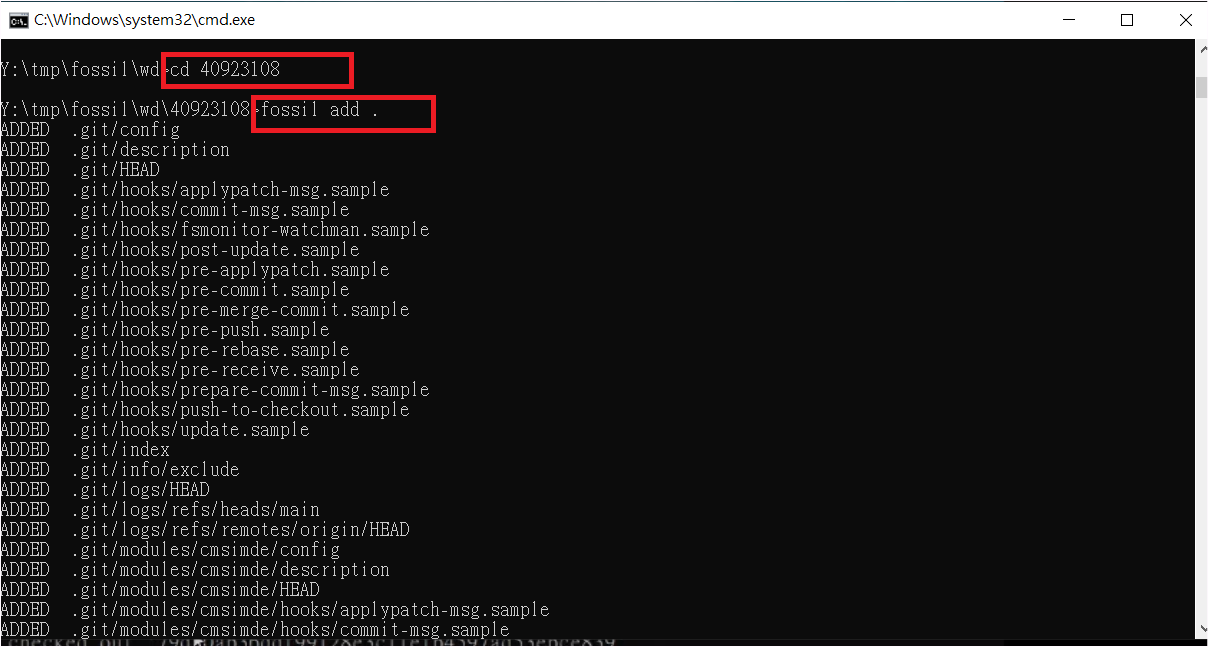 C:\Windows\system32\cmd.exe
Y:\tmp\fossil\wd>cd 40923108
Y:\tmp\fossil\wd\40923108>fossil add .
ADDED  .git/config
ADDED  .git/description
ADDED  .git/HEAD
ADDED  .git/hooks/applypatch-msg.sample
ADDED  .git/hooks/commit-msg.sample
ADDED  .git/hooks/fsmonitor-watchman.sample
ADDED  .git/hooks/post-update.sample
ADDED  .git/hooks/pre-applypatch.sample
ADDED  .git/hooks/pre-commit.sample
ADDED  .git/hooks/pre-merge-commit.sample
ADDED  .git/hooks/pre-push.sample
ADDED  .git/hooks/pre-rebase.sample
ADDED  .git/hooks/pre-receive.sample
ADDED  .git/hooks/prepare-commit-msg.sample
ADDED  .git/hooks/push-to-checkout.sample
ADDED  .git/hooks/update.sample
ADDED  .git/index
ADDED  .git/info/exclude
ADDED  .git/logs/HEAD
ADDED  .git/logs/refs/heads/main
ADDED  .git/logs/refs/remotes/origin/HEAD
ADDED  .git/modules/cmsimde/config
ADDED  .git/modules/cmsimde/description
ADDED  .git/modules/cmsimde/HEAD
ADDED  .git/modules/cmsimde/hooks/applypatch-msg.sample
ADDED  .git/modules/cmsimde/hooks/commit-msg.sample